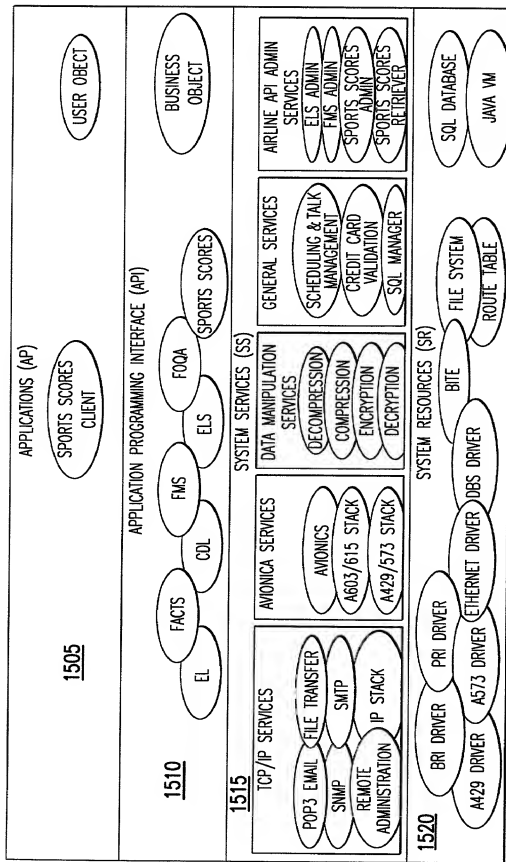 APPLICATIONS (AP)
1505
SPORTS SCORES
CLIENT
USER OBECT
APPLICATION PROGRAMMING INTERFACE (API)
1510
EL
FACTS
CDL
FMS
ELS
FOQA
SPORTS SCORES
BUSINESS
OBJECT
SYSTEM SERVICES (SS)
1515
TCP/IP SERVICES
POP3 EMAIL
FILE TRANSFER
SNMP
SMTP
REMOTE
ADMINISTRATION
IP STACK
AVIONICA SERVICES
AVIONICS
A603/615 STACK
A429/573 STACK
DATA MANIPULATION
SERVICES
DECOMPRESSION
COMPRESSION
ENCRYPTION
DECRYPTION
GENERAL SERVICES
SCHEDULING & TALK
MANAGEMENT
CREDIT CARD
VALIDATION
SQL MANAGER
AIRLINE API ADMIN
SERVICES
ELS ADMIN
FMS ADMIN
SPORTS SCORES
ADMIN
SPORTS SCORES
RETRIEVER
SYSTEM RESOURCES (SR)
1520
BRI DRIVER
PRI DRIVER
A429 DRIVER
A573 DRIVER
ETHERNET DRIVER
DBS DRIVER
BITE
FILE SYSTEM
ROUTE TABLE
SQL DATABASE
JAVA VM